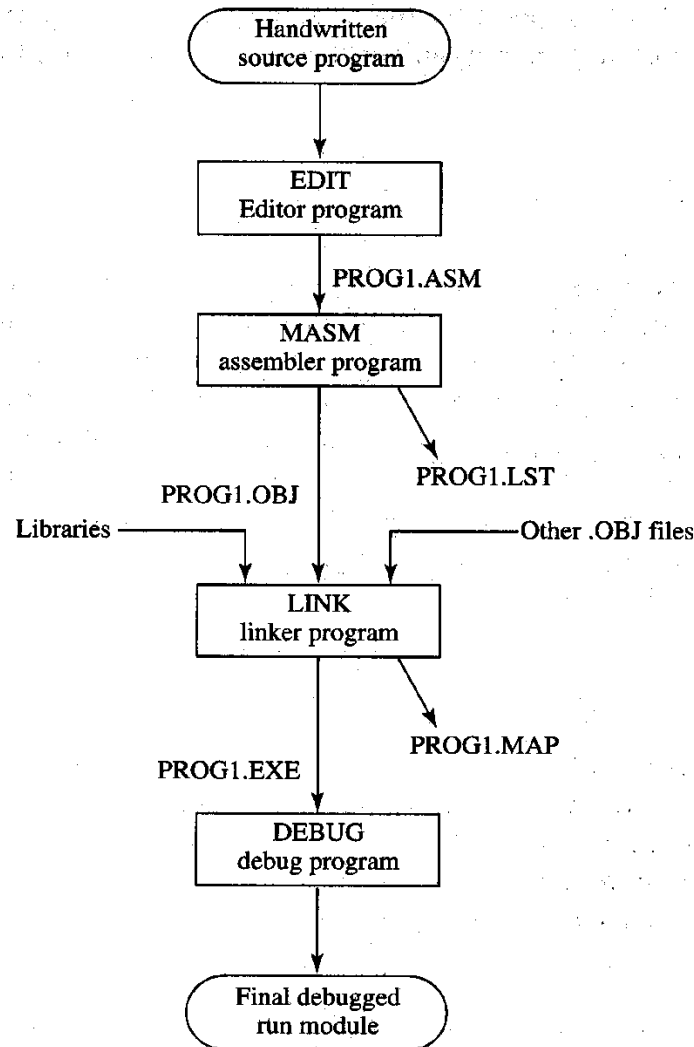 Handwritten
source program
EDIT
Editor program
PROG1.ASM
MASM
assembler program
PROG1.LST
PROG1.OBJ
Libraries
Other .OBJ files
LINK
linker program
PROG1.MAP
PROG1.EXE
DEBUG
debug program
Final debugged
run module